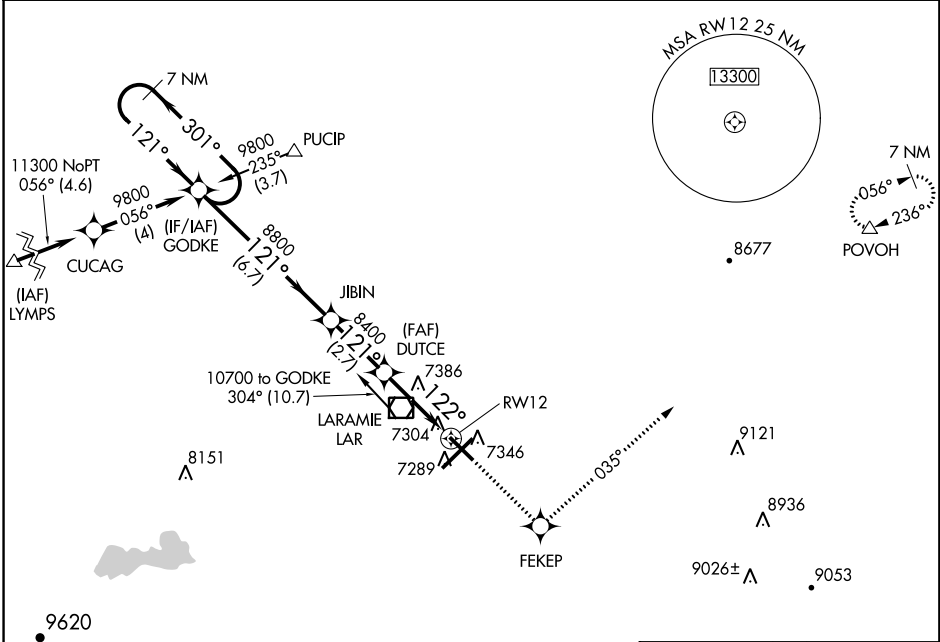 MSA RW12 25 NM
13300
7 NM
121°
301°
9800
235°
(3.7)
PUCIP
11300 NoPT
056° (4.6)
9800
056°
(4)
(IF/IAF)
GODKE
CUCAG
(IAF)
LYMPS
7 NM
056°
236°
POVOH
8677
8800
121°
(6.7)
JIBIN
8400
121°
(2.7)
(FAF)
DUTCE
7386
122°
10700 to GODKE
304° (10.7)
LARAMIE
LAR
RW12
7304
7346
7289
8151
035°
9121
8936
FEKEP
9026±
9053
9620